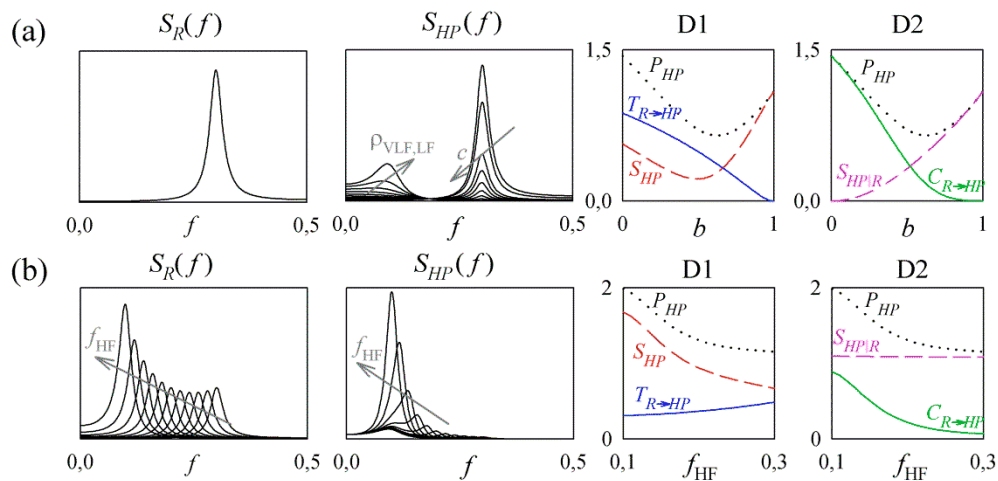 (a)
S_R(f)
S_HP(f)
D1
D2
ρ_VLF,LF
c
1,5
P_HP
T_R→HP
S_HP
0,0
1,5
P_HP
S_HP|R
C_R→HP
0,0
0,0
f
0,5
0,0
f
0,5
0
b
1
0
b
1
(b)
S_R(f)
S_HP(f)
D1
D2
f_HF
f_HF
2
P_HP
S_HP
T_R→HP
0
2
P_HP
S_HP|R
C_R→HP
0
0,0
f
0,5
0,0
f
0,5
0,1
f_HF
0,3
0,1
f_HF
0,3